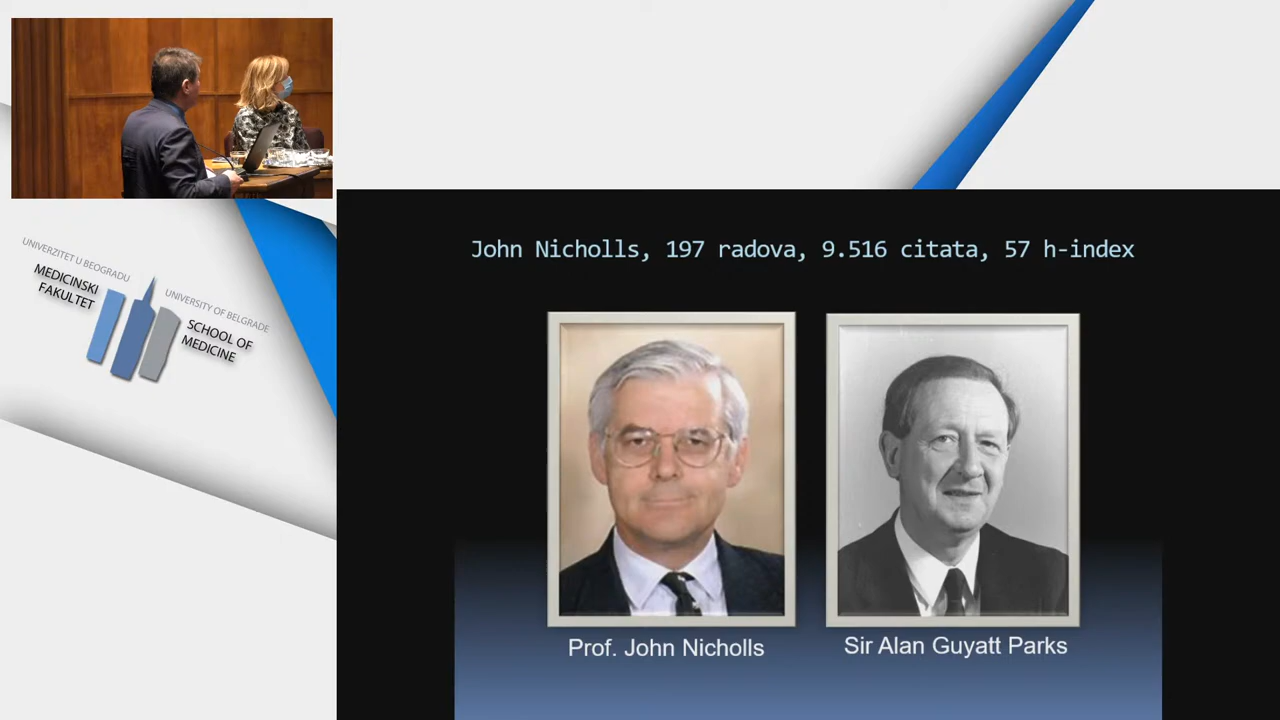 UNIVERZITET U BEOGRADU
MEDICINSKI
FAKULTET
UNIVERSITY OF BELGRADE
SCHOOL OF
MEDICINE
John Nicholls, 197 radova, 9.516 citata, 57 h-index
Prof. John Nicholls
Sir Alan Guyatt Parks